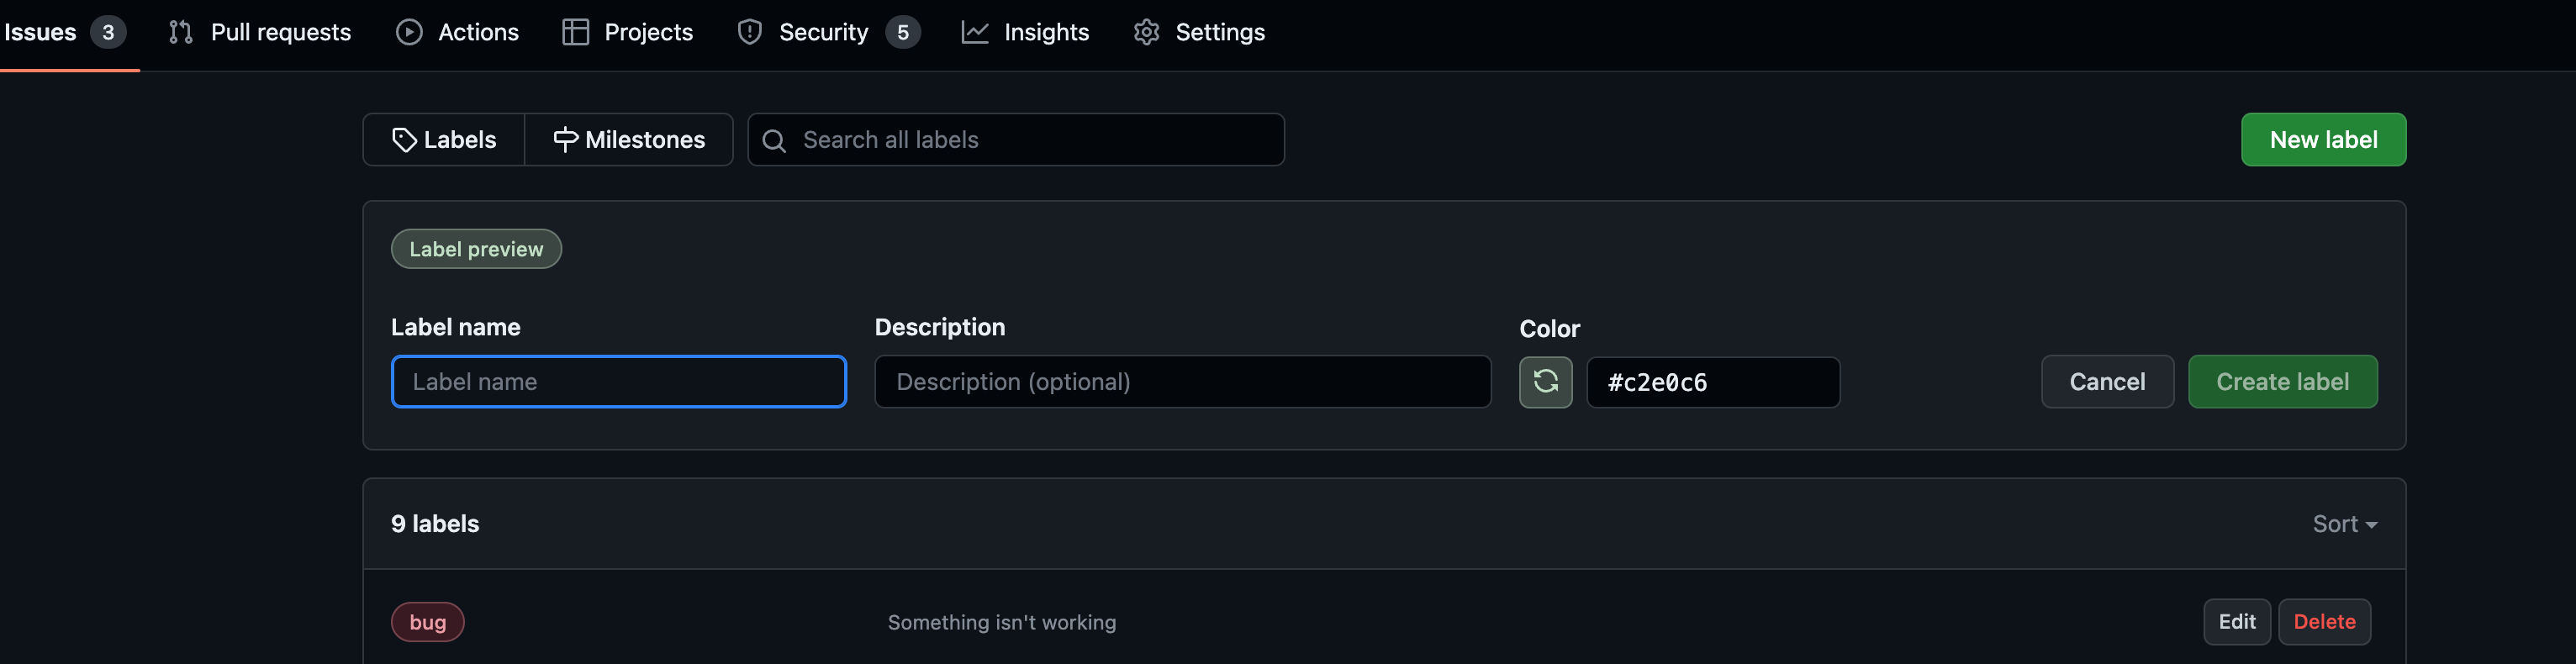 Issues 3 Pull requests Actions Projects Security 5 Insights Settings
Labels Milestones Search all labels New label
Label preview
Label name Description Color
Label name Description (optional) #c2e0c6 Cancel Create label
9 labels Sort
bug Something isn't working Edit Delete